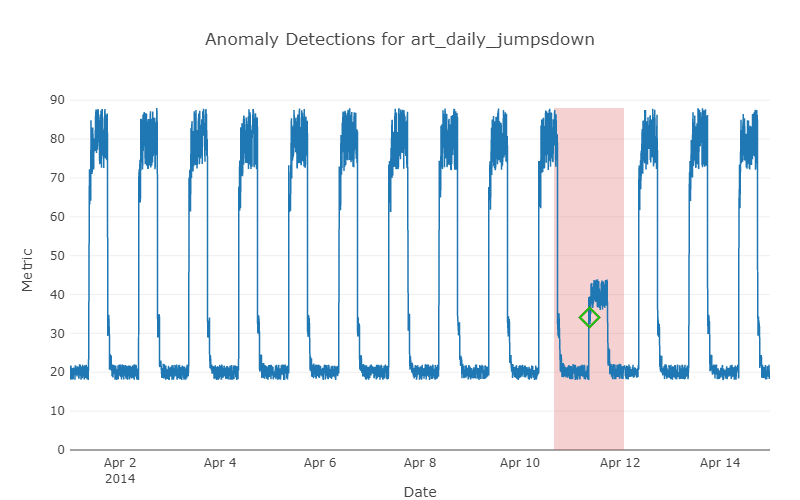 Anomaly Detections for art_daily_jumpsdown
90
80
70
60
50
40
30
20
10
0
Metric
Apr 2
2014
Apr 4
Apr 6
Apr 8
Apr 10
Apr 12
Apr 14
Date